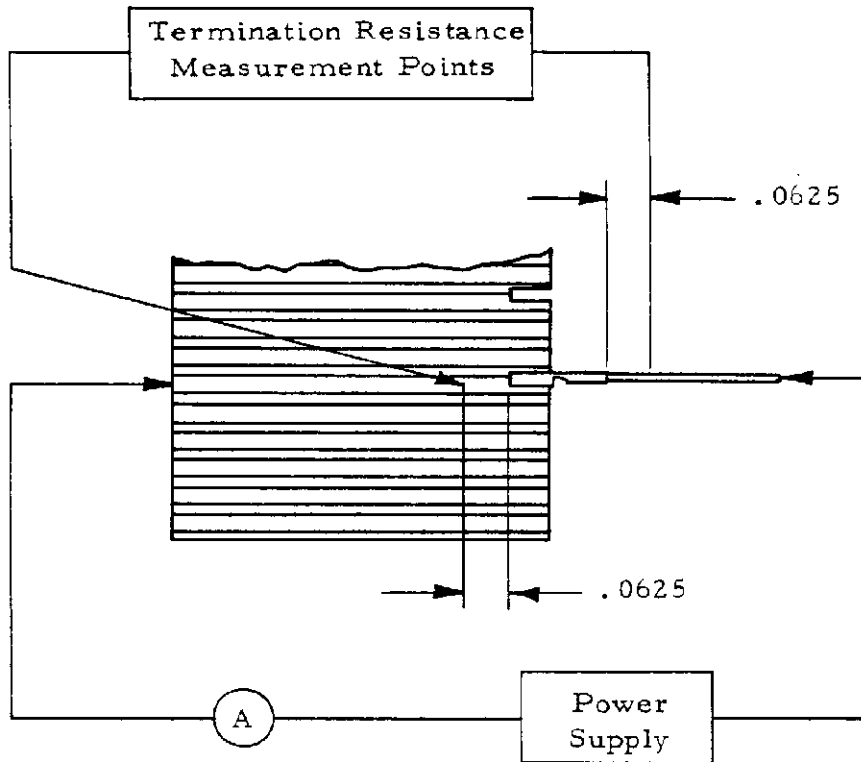 Termination Resistance
Measurement Points
.0625
.0625
A
Power
Supply